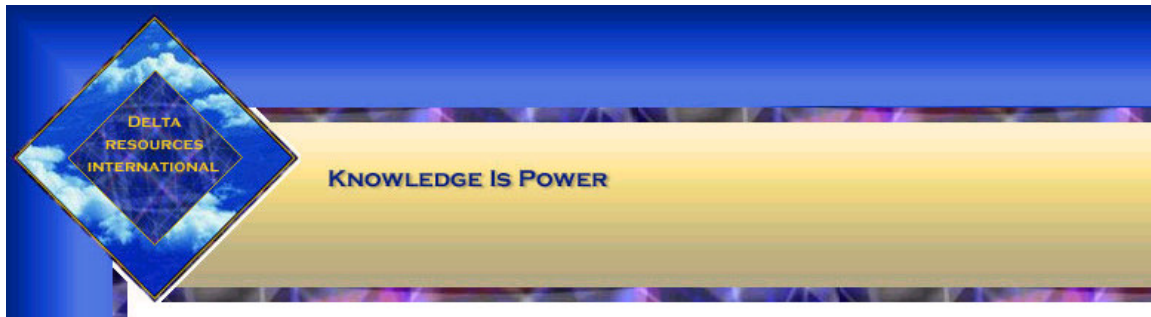 DELTA
RESOURCES
INTERNATIONAL
KNOWLEDGE IS POWER